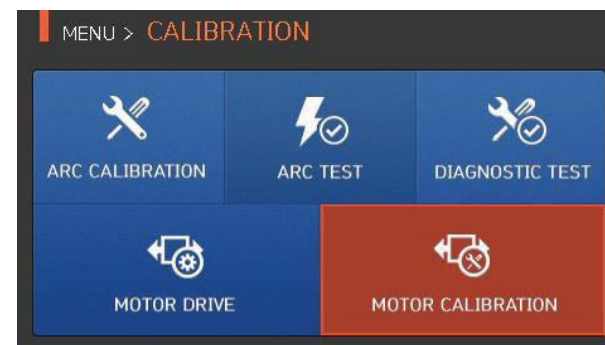 MENU > CALIBRATION
ARC CALIBRATION
ARC TEST
DIAGNOSTIC TEST
MOTOR DRIVE
MOTOR CALIBRATION